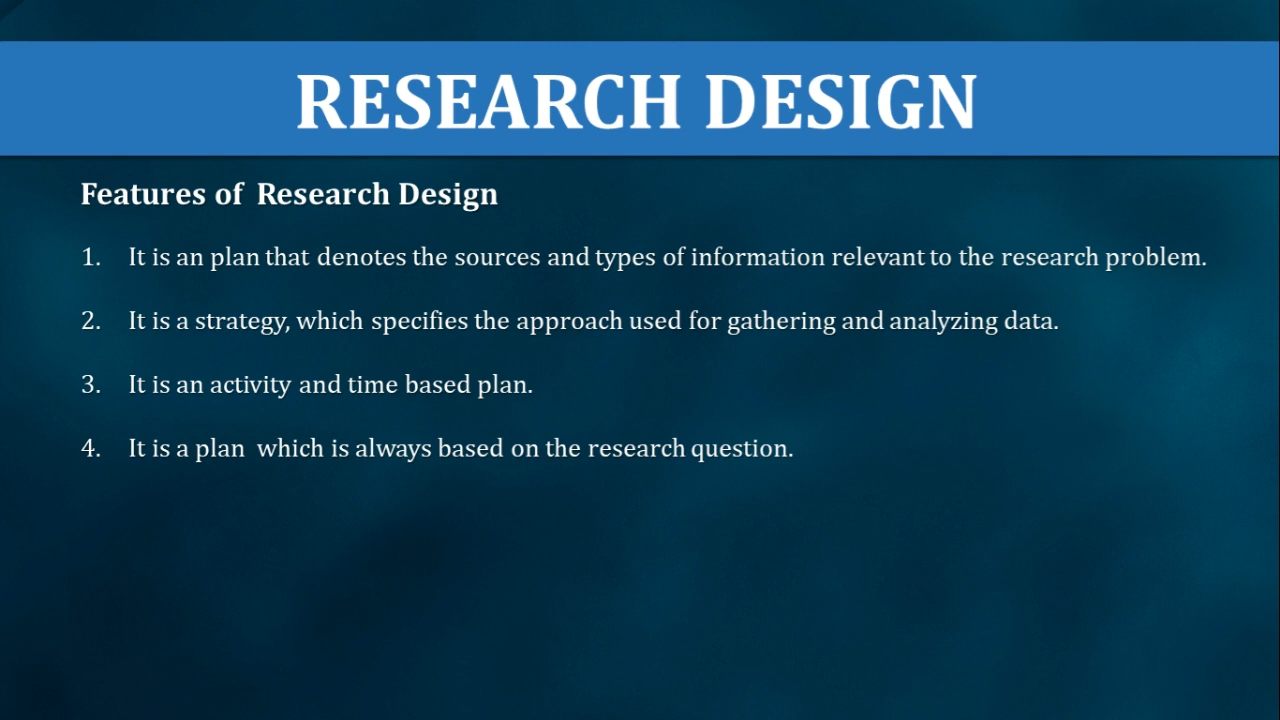 RESEARCH DESIGN
Features of Research Design
1. It is an plan that denotes the sources and types of information relevant to the research problem.
2. It is a strategy, which specifies the approach used for gathering and analyzing data.
3. It is an activity and time based plan.
4. It is a plan which is always based on the research question.